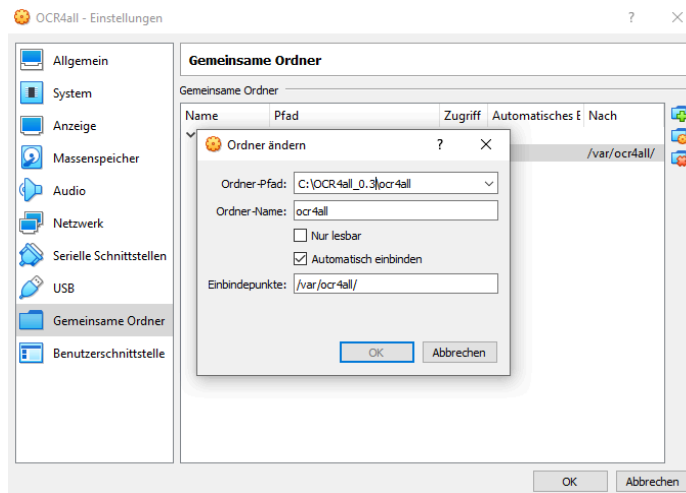 OCR4all - Einstellungen
Allgemein
System
Anzeige
Massenspeicher
Audio
Netzwerk
Serielle Schnittstellen
USB
Gemeinsame Ordner
Benutzerschnittstelle
Gemeinsame Ordner
Gemeinsame Ordner
Name Pfad Zugriff Automatisches E Nach
/var/ocr4all/
Ordner ändern
Ordner-Pfad: C:\OCR4all_0.3\ocr4all
Ordner-Name: ocr4all
Nur lesbar
Automatisch einbinden
Einbindepunkte: /var/ocr4all/
OK Abbrechen
OK Abbrechen